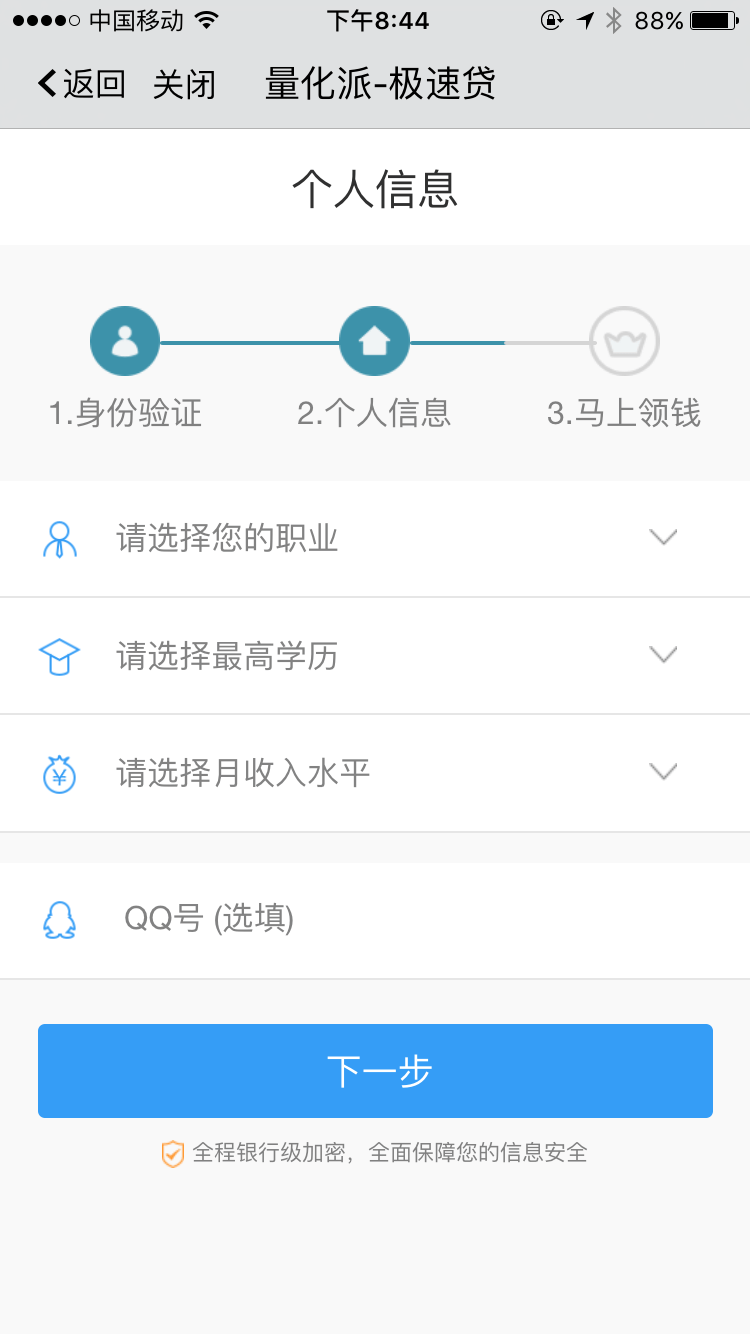 中国移动 下午8:44 88%
返回 关闭 量化派-极速贷
个人信息
1.身份验证 2.个人信息 3.马上领钱
请选择您的职业
请选择最高学历
¥ 请选择月收入水平
QQ号 (选填)
下一步
全程银行级加密，全面保障您的信息安全